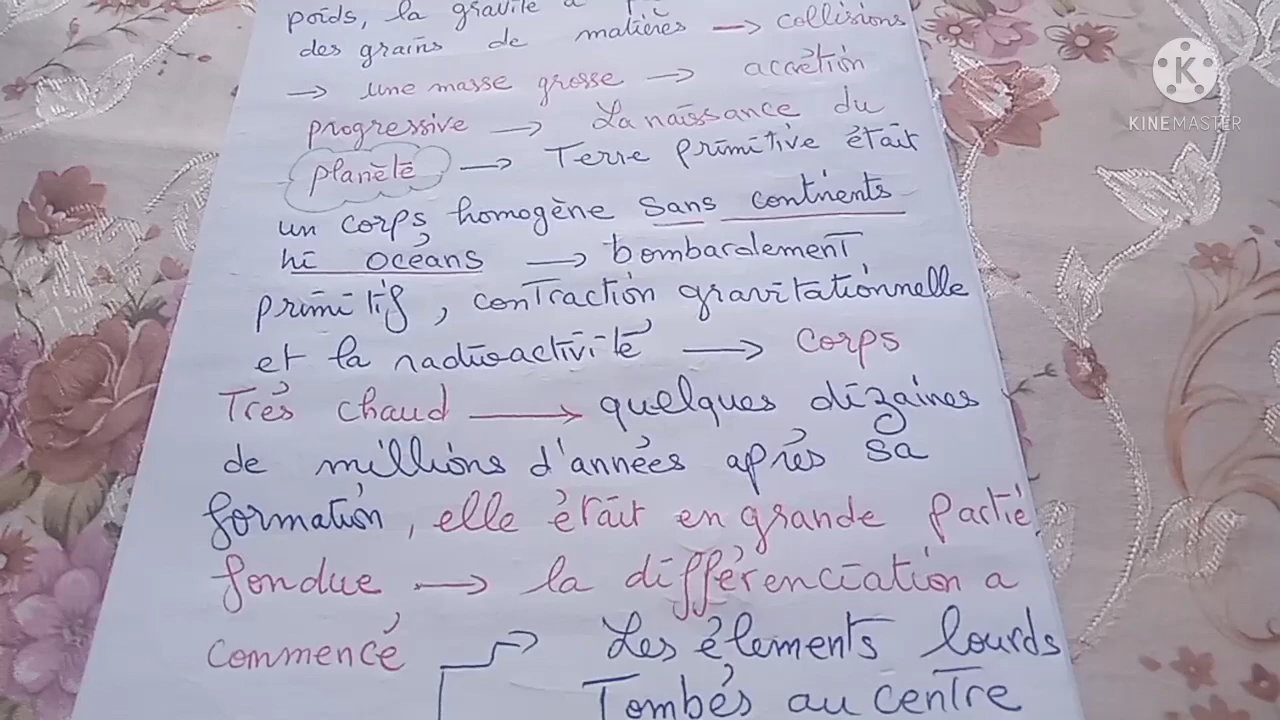 poids, la gravité a
des grains de matières → collisions
→ une masse grosse → accrétion
progressive → La naissance du
planète → Terre primitive était
un corps homogène sans continents
ni océans → bombardement
primitif, contraction gravitationnelle
et la radioactivité → corps
Très chaud → quelques dizaines
de millions d'années après sa
formation, elle était en grande Partie
fondue → la différenciation a
commencé → Les élements lourds
Tombés au centre
K
KINEMASTER